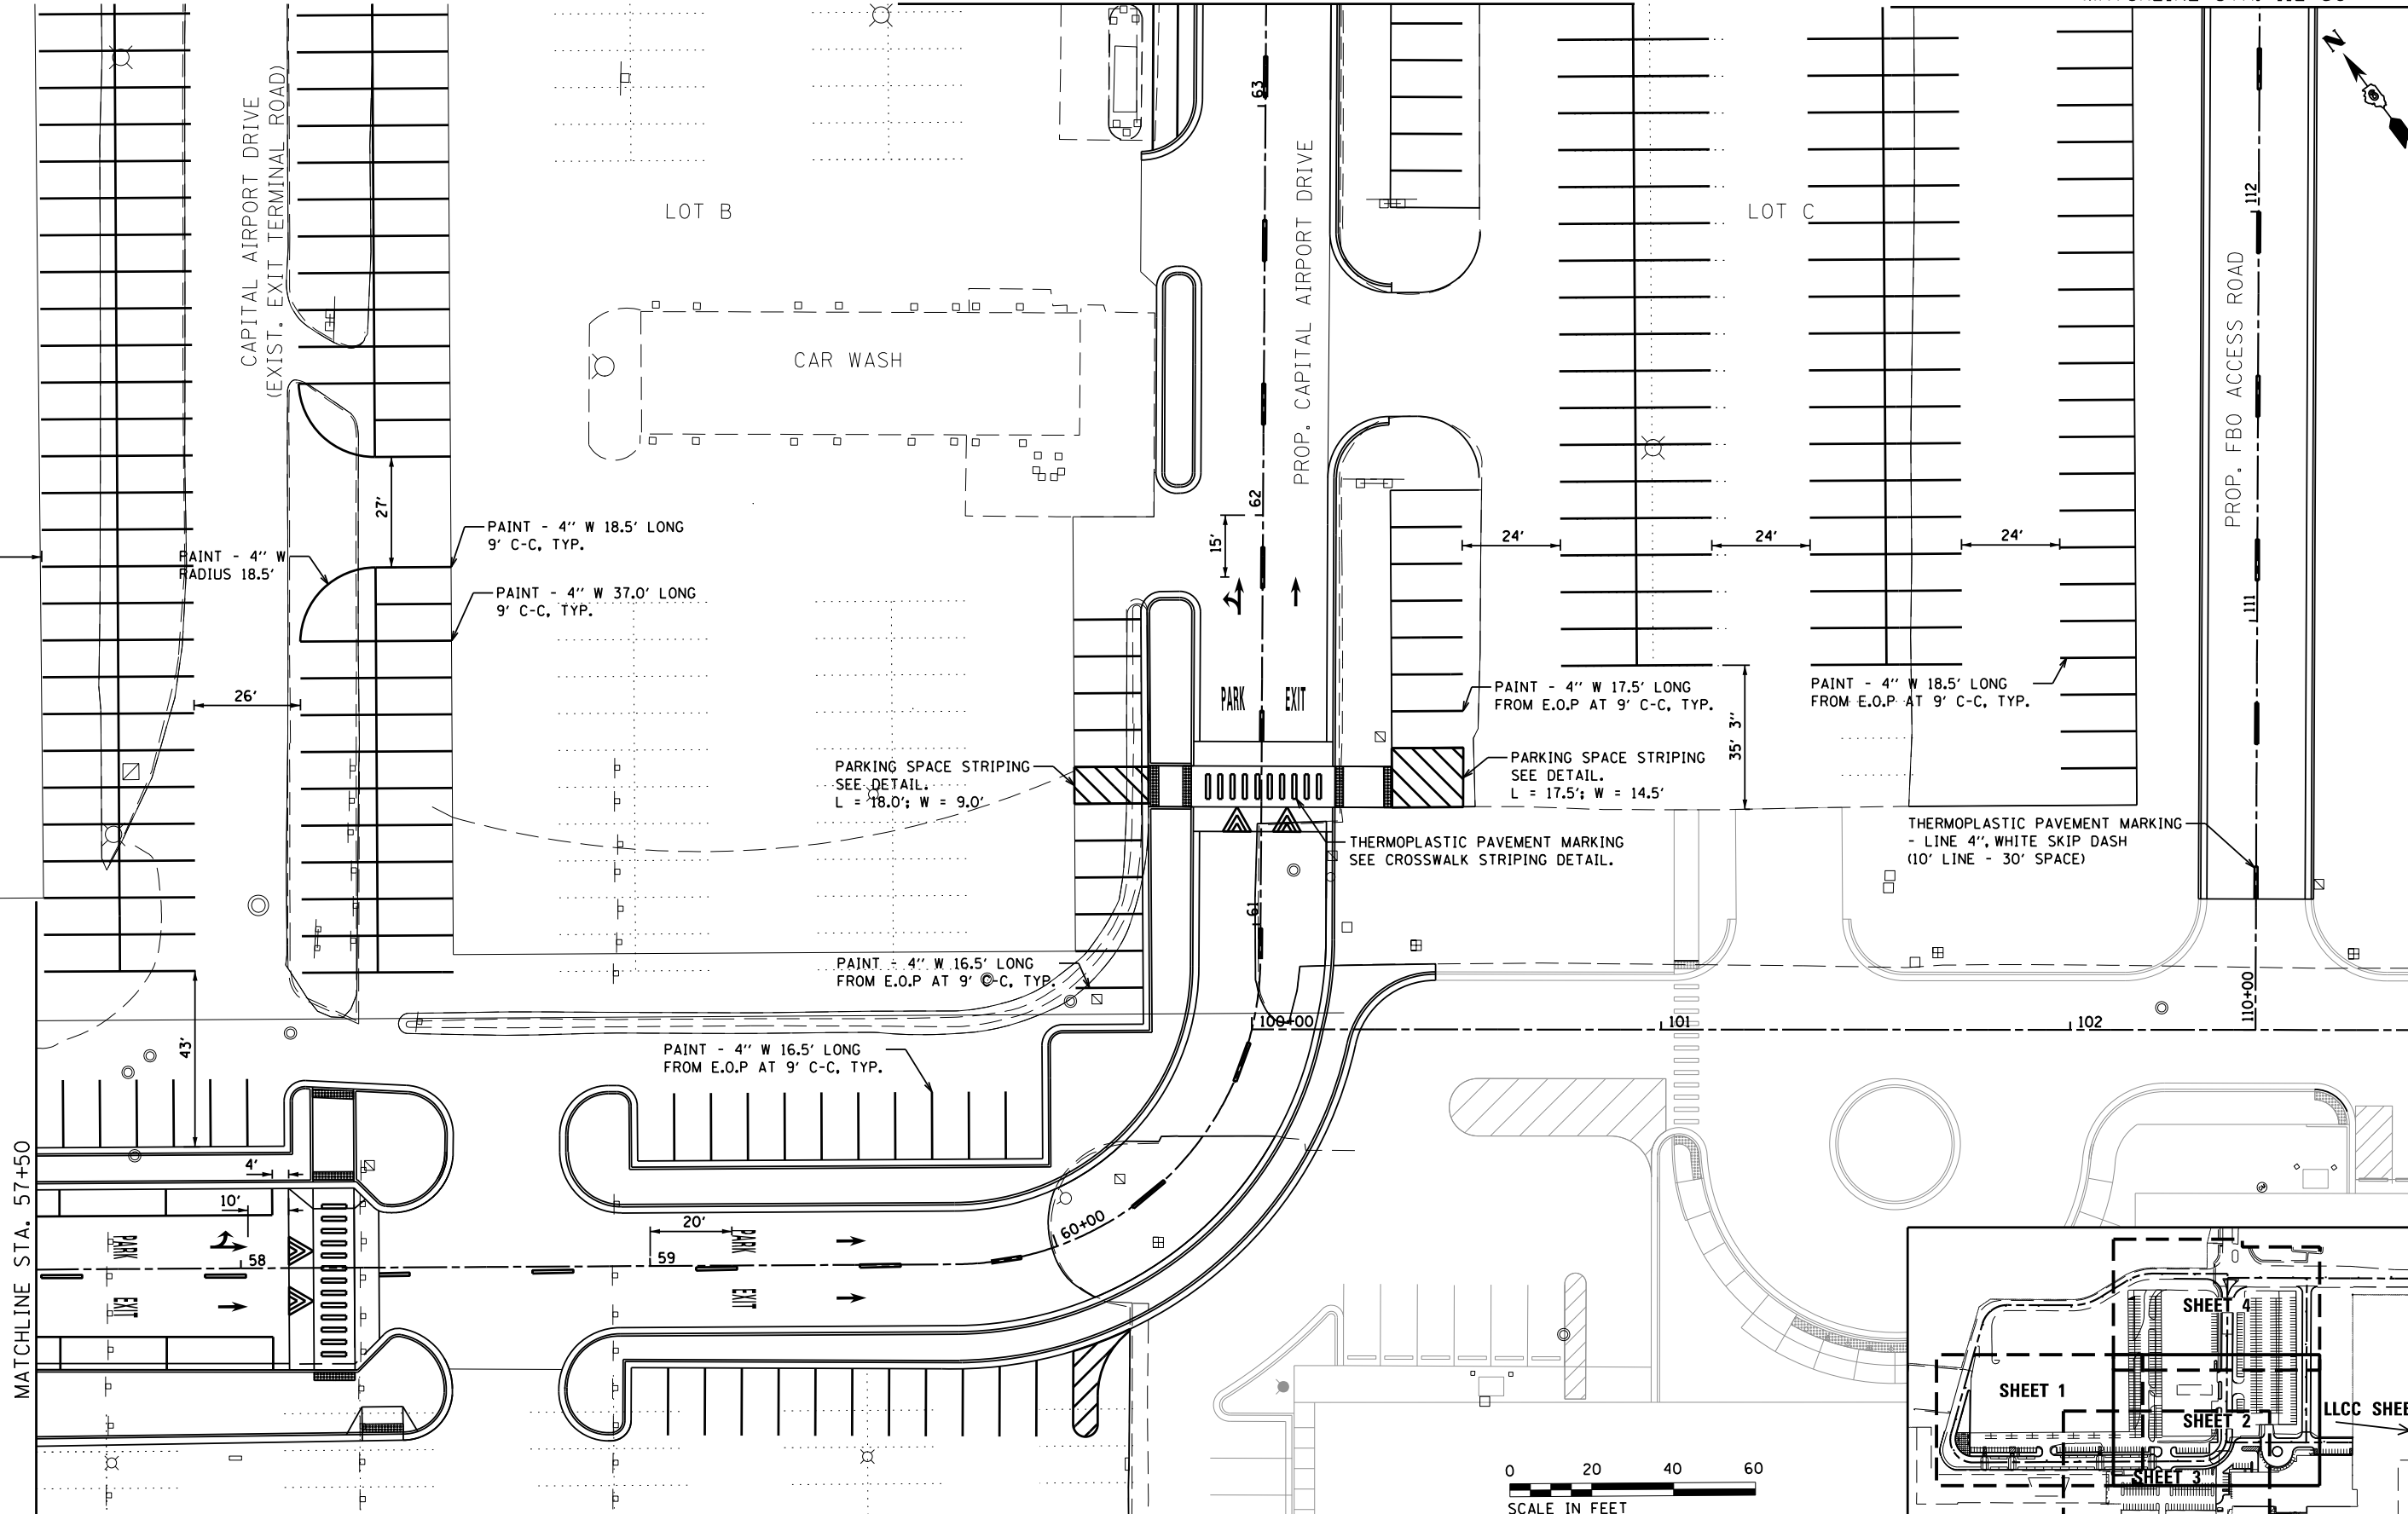 CAPITAL AIRPORT DRIVE
(EXIST. EXIT TERMINAL ROAD)
LOT B
CAR WASH
63
PROP. CAPITAL AIRPORT DRIVE
62
LOT C
N
112
PROP. FBO ACCESS ROAD
111
27'
PAINT - 4" W
RADIUS 18.5'
PAINT - 4" W 18.5' LONG
9' C-C, TYP.
PAINT - 4" W 37.0' LONG
9' C-C, TYP.
15'
24'
24'
24'
26'
PARK
EXIT
PAINT - 4" W 17.5' LONG
FROM E.O.P AT 9' C-C, TYP.
35' 3"
PAINT - 4" W 18.5' LONG
FROM E.O.P AT 9' C-C, TYP.
PARKING SPACE STRIPING
SEE DETAIL.
L = 18.0'; W = 9.0'
PARKING SPACE STRIPING
SEE DETAIL.
L = 17.5'; W = 14.5'
THERMOPLASTIC PAVEMENT MARKING
SEE CROSSWALK STRIPING DETAIL.
THERMOPLASTIC PAVEMENT MARKING
- LINE 4", WHITE SKIP DASH
(10' LINE - 30' SPACE)
61
PAINT - 4" W 16.5' LONG
FROM E.O.P AT 9' C-C, TYP.
100+00
101
102
110+00
43'
PAINT - 4" W 16.5' LONG
FROM E.O.P AT 9' C-C, TYP.
MATCHLINE STA. 57+50
4'
10'
PARK
58
EXIT
20'
59
PARK
EXIT
60+00
SHEET 4
SHEET 1
SHEET 2
SHEET 3
LLCC
0 20 40 60
SCALE IN FEET